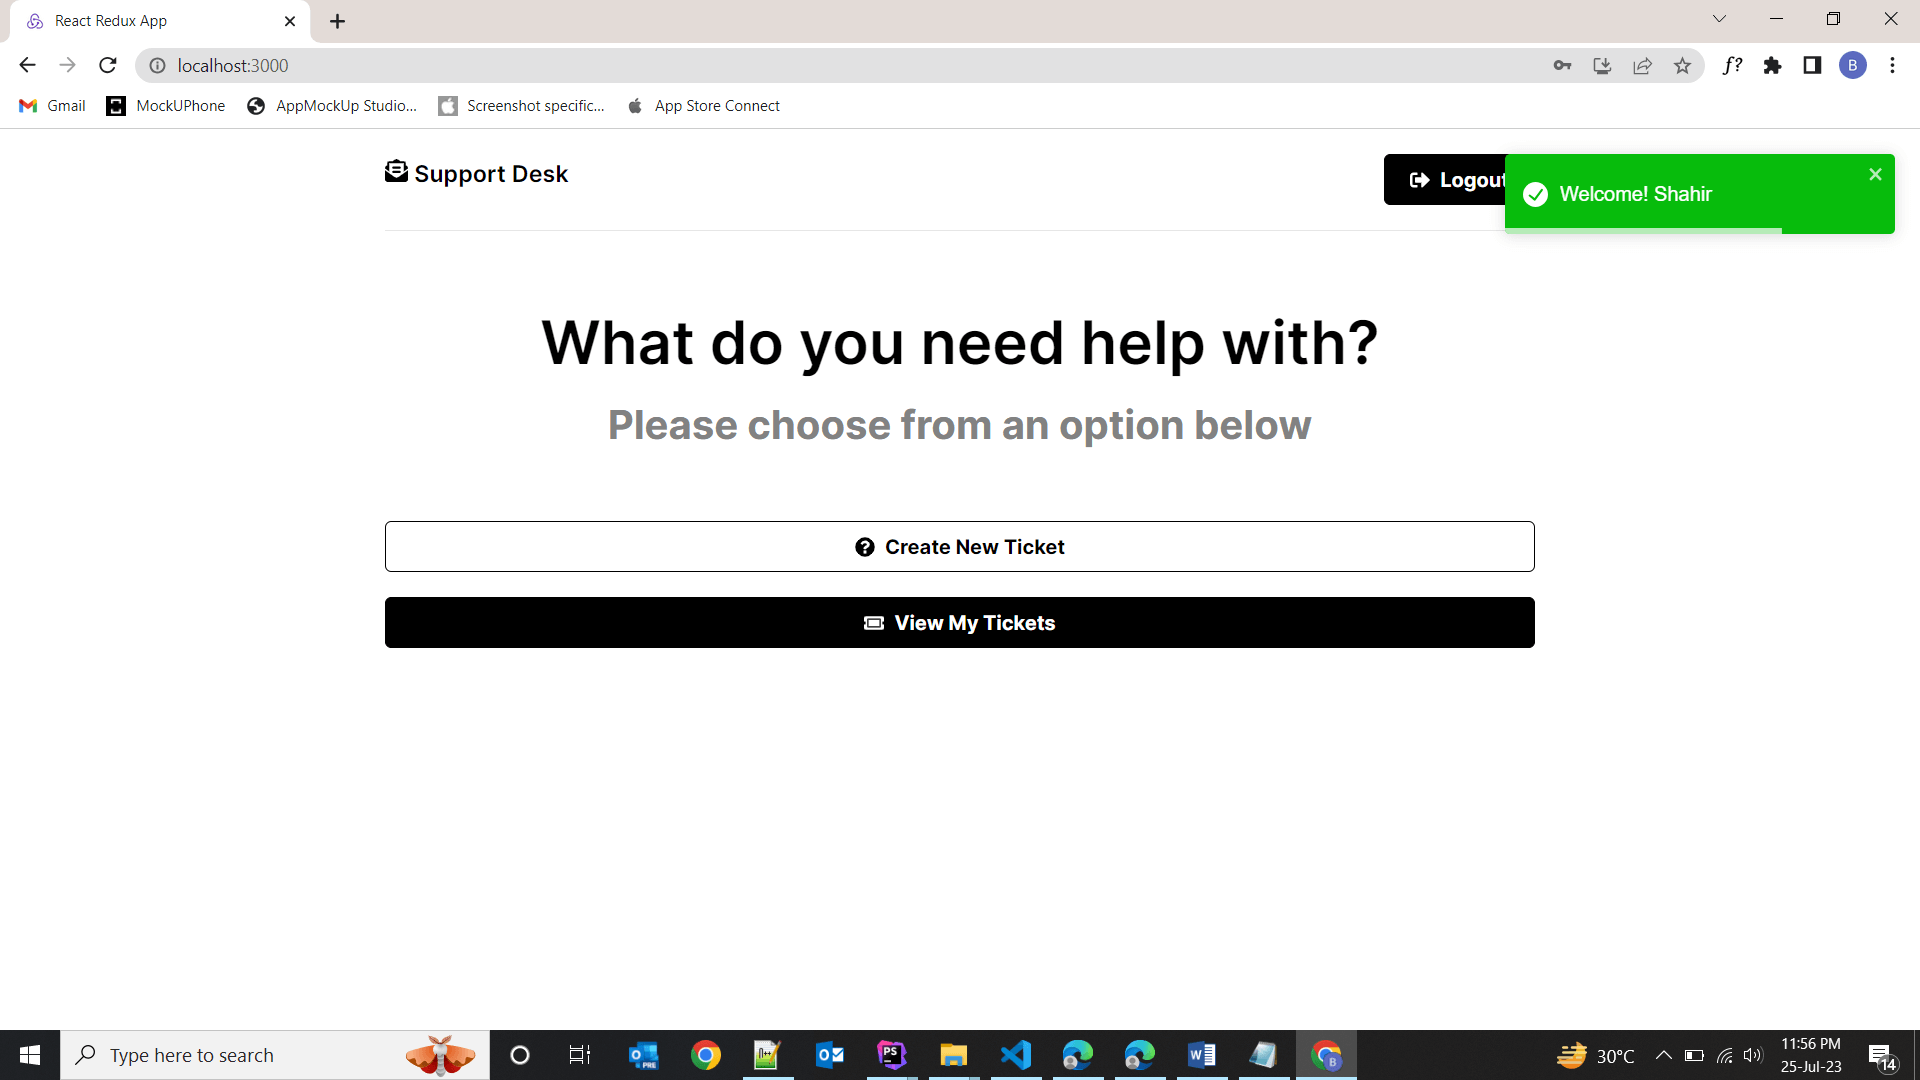 React Redux App
localhost:3000
f?
B
Gmail
MockUPhone
AppMockUp Studio...
Screenshot specific...
App Store Connect
Support Desk
Logout
Welcome! Shahir
What do you need help with?
Please choose from an option below
Create New Ticket
View My Tickets
Type here to search
PRE
n++
O
PS
W
B
30°C
11:56 PM
25-Jul-23
14